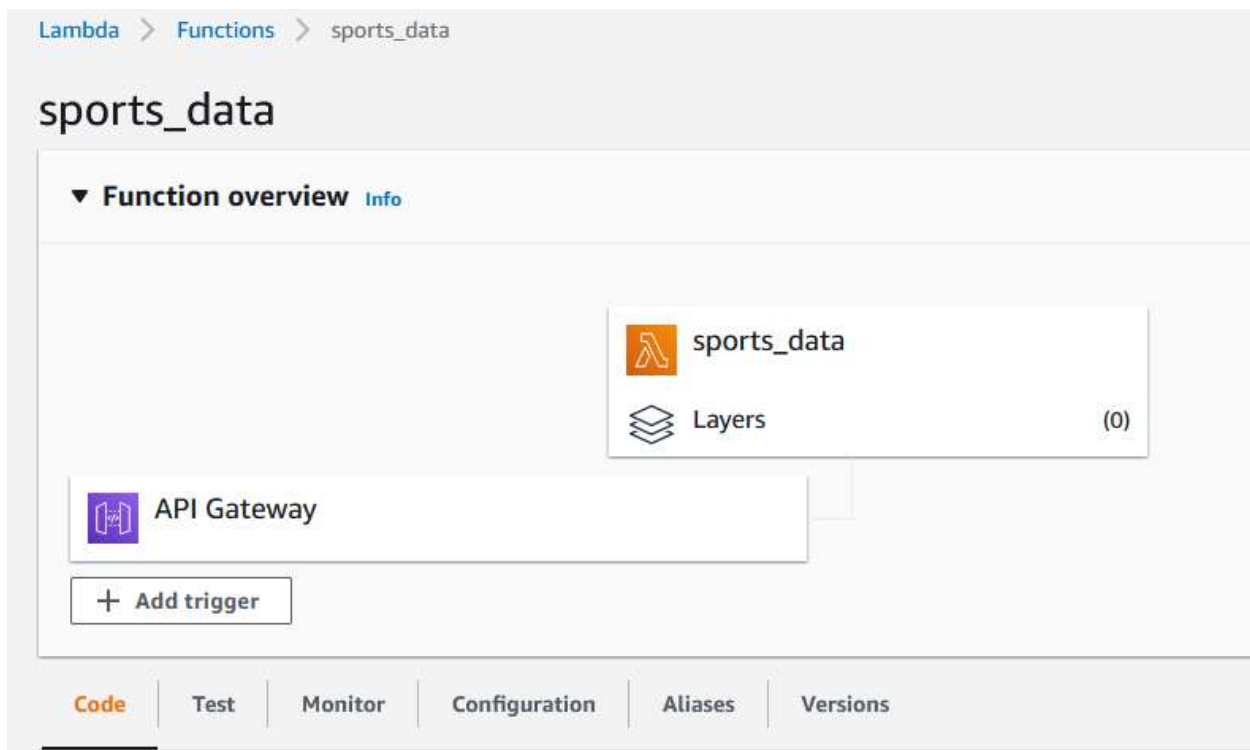 Lambda > Functions > sports_data
sports_data
▼ Function overview Info
sports_data
Layers (0)
API Gateway
+ Add trigger
Code Test Monitor Configuration Aliases Versions